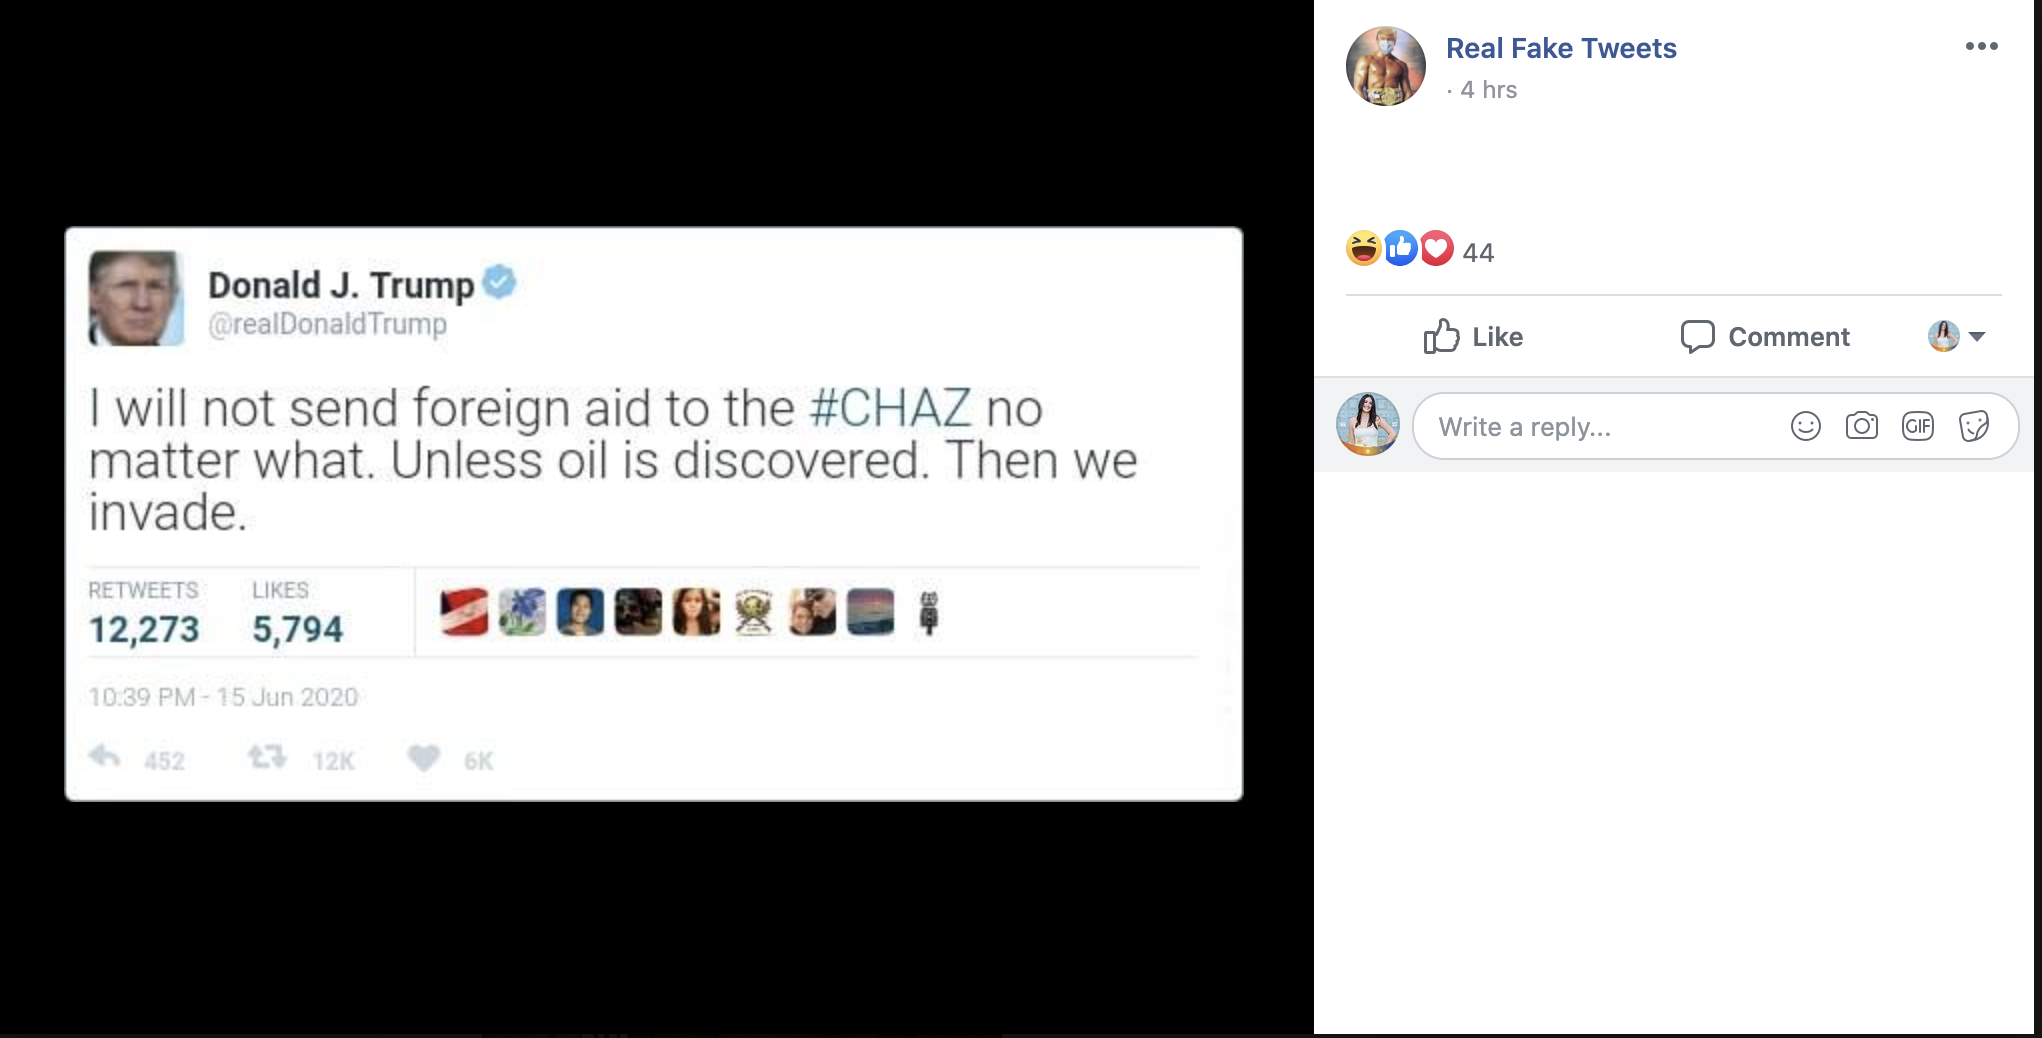 Donald J. Trump
@realDonaldTrump
I will not send foreign aid to the #CHAZ no
matter what. Unless oil is discovered. Then we
invade.
RETWEETS LIKES
12,273 5,794
10:39 PM - 15 Jun 2020
452 12K 6K
Real Fake Tweets
· 4 hrs
44
Like Comment
Write a reply...
GIF